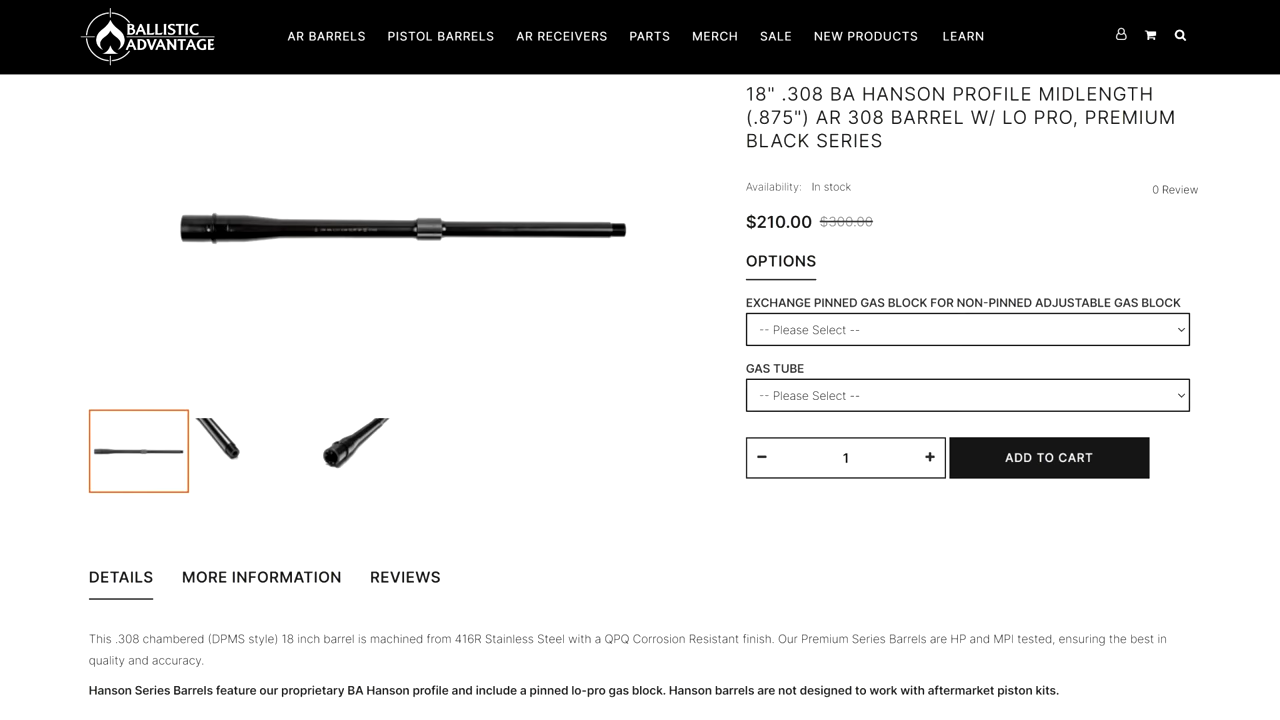 BALLISTIC
ADVANTAGE
AR BARRELS PISTOL BARRELS AR RECEIVERS PARTS MERCH SALE NEW PRODUCTS LEARN
18" .308 BA HANSON PROFILE MIDLENGTH
(.875") AR 308 BARREL W/ LO PRO, PREMIUM
BLACK SERIES
Availability: In stock
0 Review
$210.00 $300.00
OPTIONS
EXCHANGE PINNED GAS BLOCK FOR NON-PINNED ADJUSTABLE GAS BLOCK
-- Please Select --
GAS TUBE
-- Please Select --
1
ADD TO CART
DETAILS MORE INFORMATION REVIEWS
This .308 chambered (DPMS style) 18 inch barrel is machined from 416R Stainless Steel with a QPQ Corrosion Resistant finish. Our Premium Series Barrels are HP and MPI tested, ensuring the best in
quality and accuracy.
Hanson Series Barrels feature our proprietary BA Hanson profile and include a pinned lo-pro gas block. Hanson barrels are not designed to work with aftermarket piston kits.